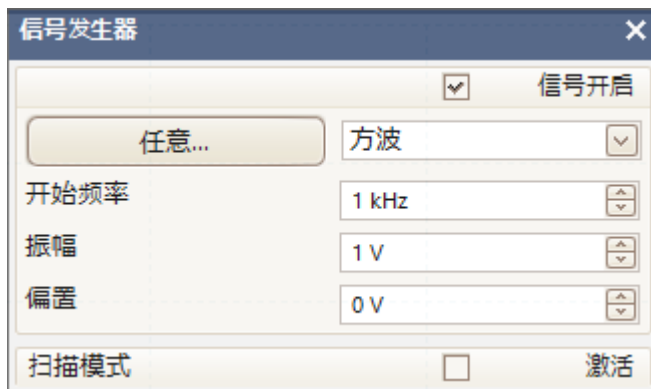 信号发生器
信号开启
任意... 方波
开始频率 1 kHz
振幅 1 V
偏置 0 V
扫描模式 激活